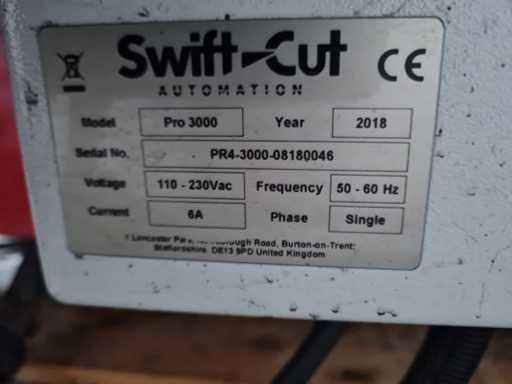 Swift-Cut
AUTOMATION
CE
Model Pro 3000 Year 2018
Serial No. PR4-3000-08180046
Voltage 110 - 230Vac Frequency 50 - 60 Hz
Current 6A Phase Single
Road, Burton-on-Trent;
Staffordshire. DE13 9PD United Kingdom